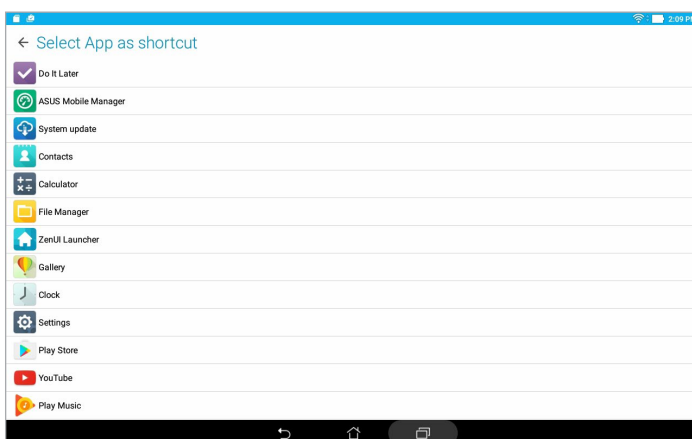 2:09 PM
Select App as shortcut
Do It Later
ASUS Mobile Manager
System update
Contacts
Calculator
File Manager
ZenUI Launcher
Gallery
Clock
Settings
Play Store
YouTube
Play Music